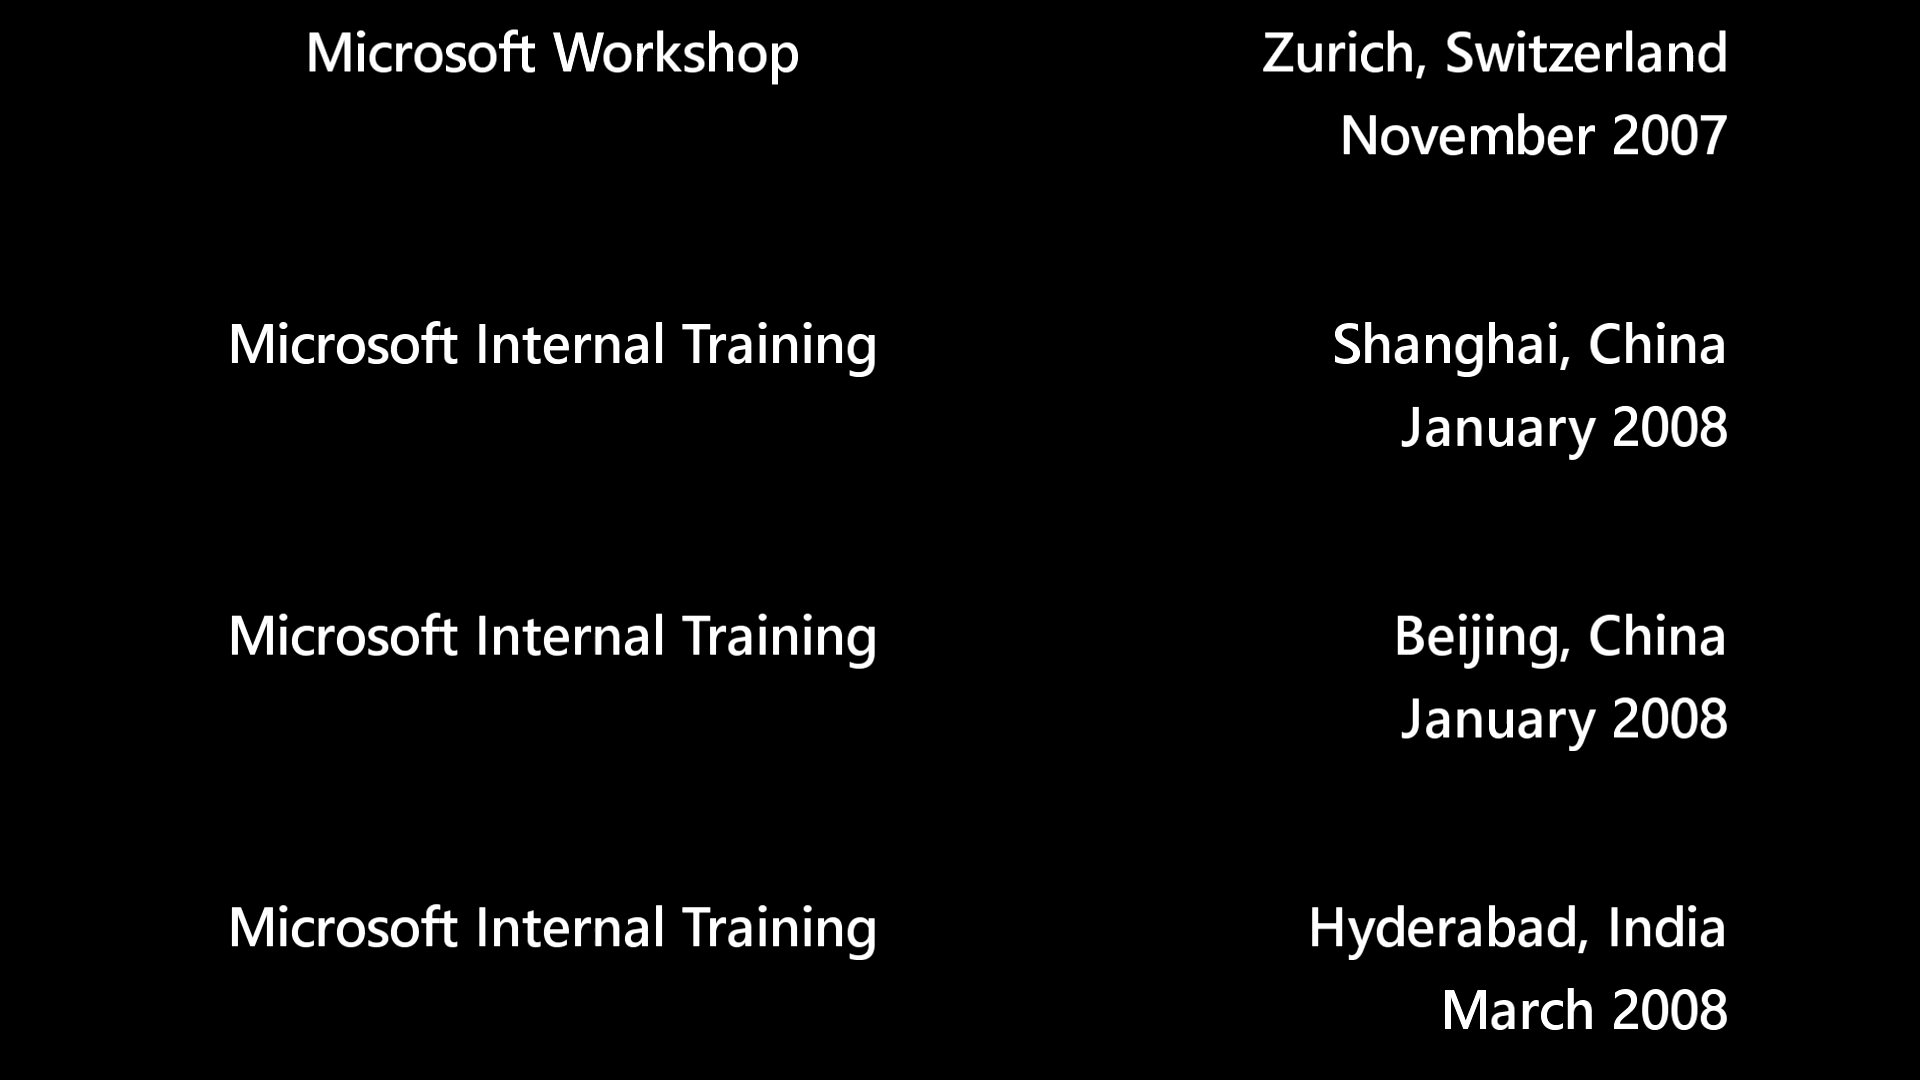 Microsoft Workshop Zurich, Switzerland
November 2007
Microsoft Internal Training Shanghai, China
January 2008
Microsoft Internal Training Beijing, China
January 2008
Microsoft Internal Training Hyderabad, India
March 2008